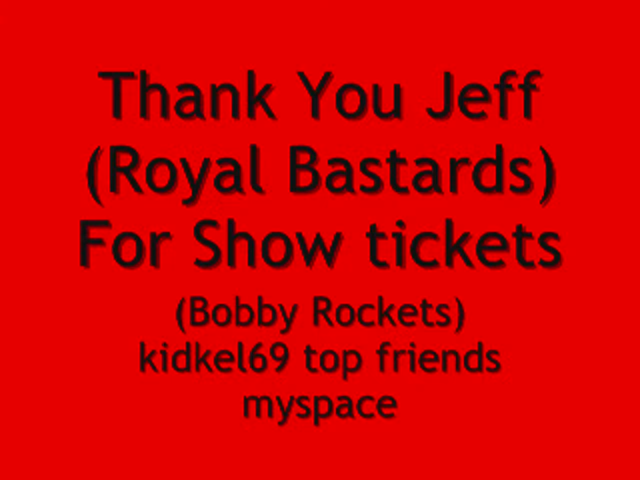 Thank You Jeff
(Royal Bastards)
For Show tickets
(Bobby Rockets)
kidkel69 top friends
myspace